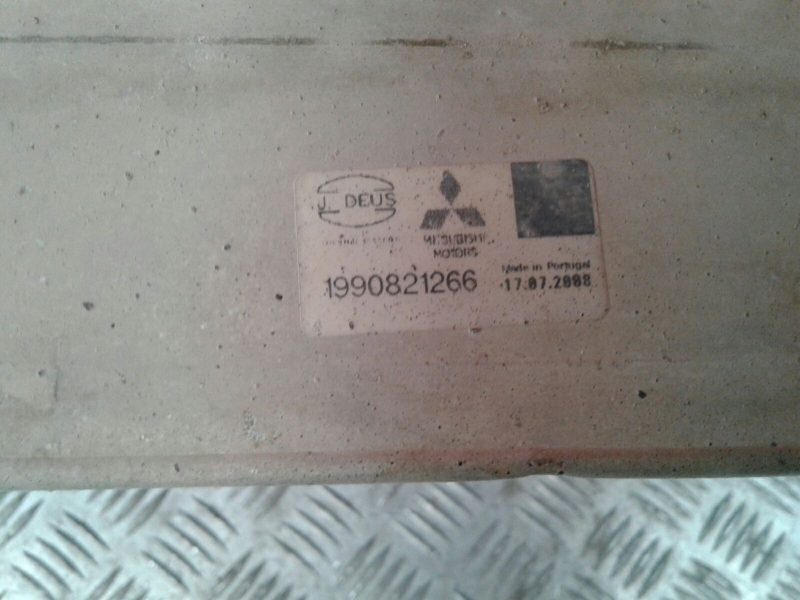 J. DEUS
MITSUBISHI
MOTORS
Made in Portugal
1990821266
17.07.2008